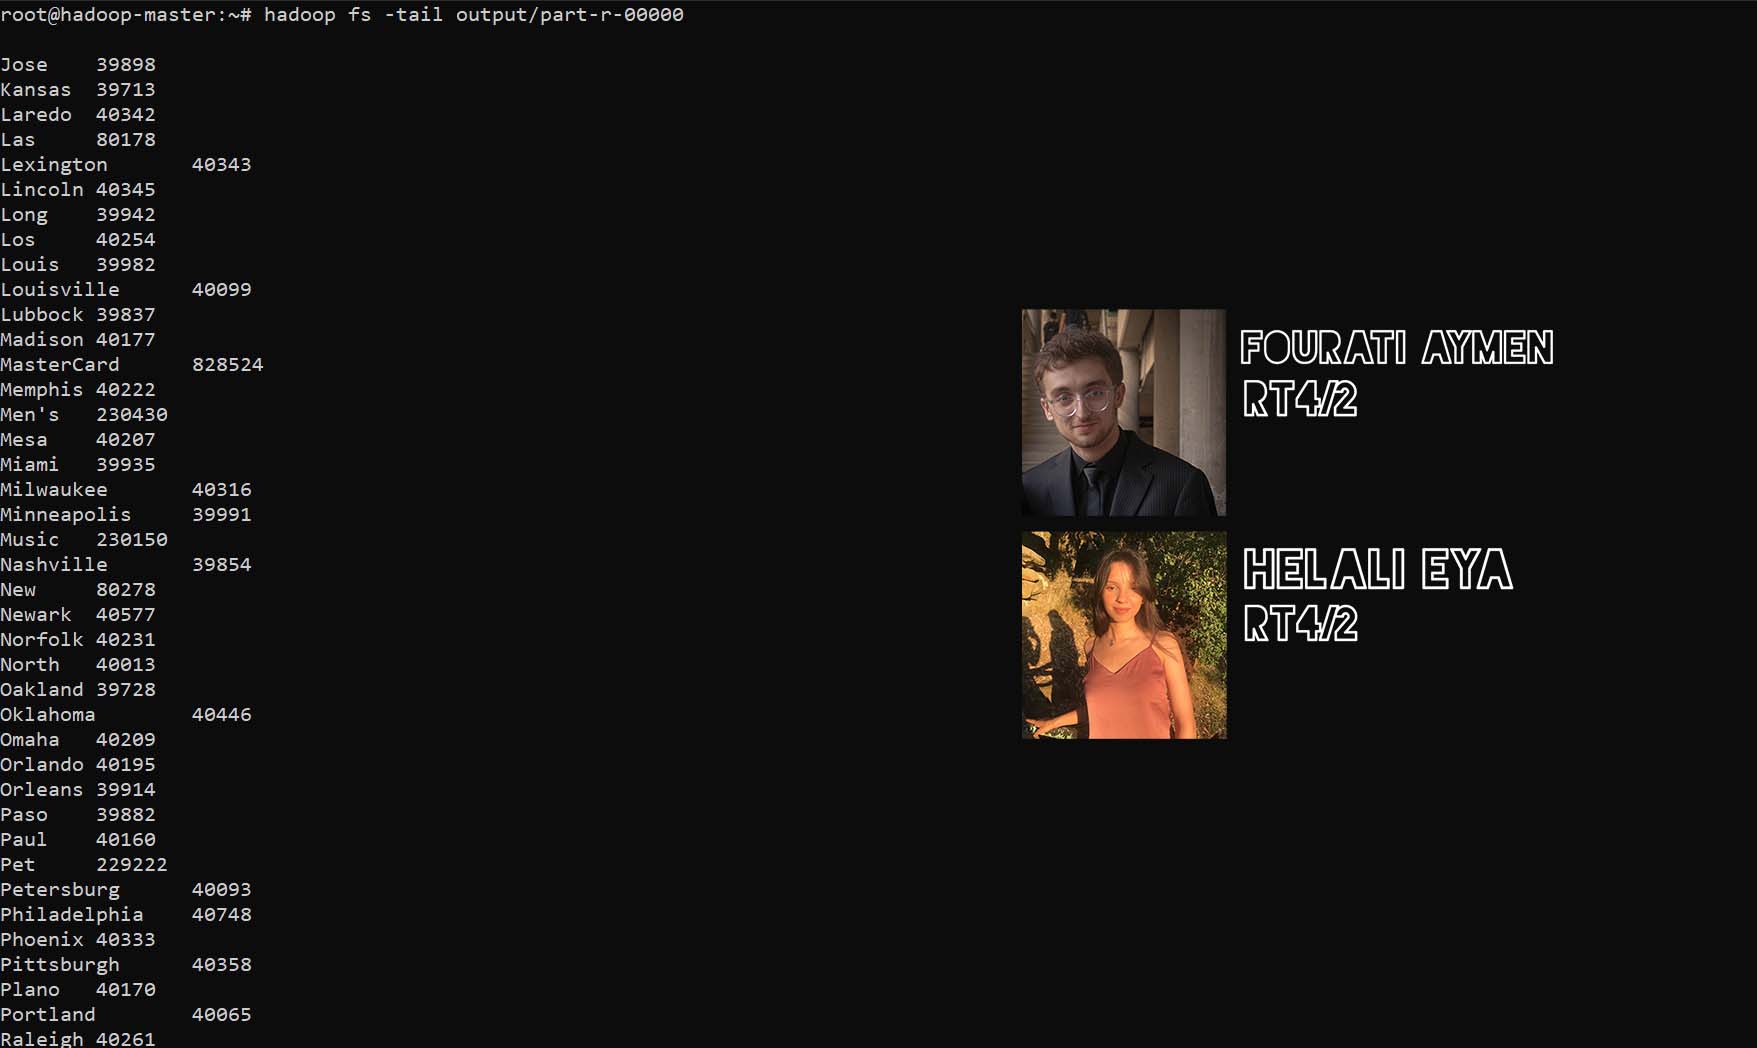 root@hadoop-master:~# hadoop fs -tail output/part-r-00000
Jose 39898
Kansas 39713
Laredo 40342
Las 80178
Lexington 40343
Lincoln 40345
Long 39942
Los 40254
Louis 39982
Louisville 40099
Lubbock 39837
Madison 40177
MasterCard 828524
Memphis 40222
Men's 230430
Mesa 40207
Miami 39935
Milwaukee 40316
Minneapolis 39991
Music 230150
Nashville 39854
New 80278
Newark 40577
Norfolk 40231
North 40013
Oakland 39728
Oklahoma 40446
Omaha 40209
Orlando 40195
Orleans 39914
Paso 39882
Paul 40160
Pet 229222
Petersburg 40093
Philadelphia 40748
Phoenix 40333
Pittsburgh 40358
Plano 40170
Portland 40065
Raleigh 40261
FOURATI AYMEN
RT4/2
HELALI EYA
RT4/2